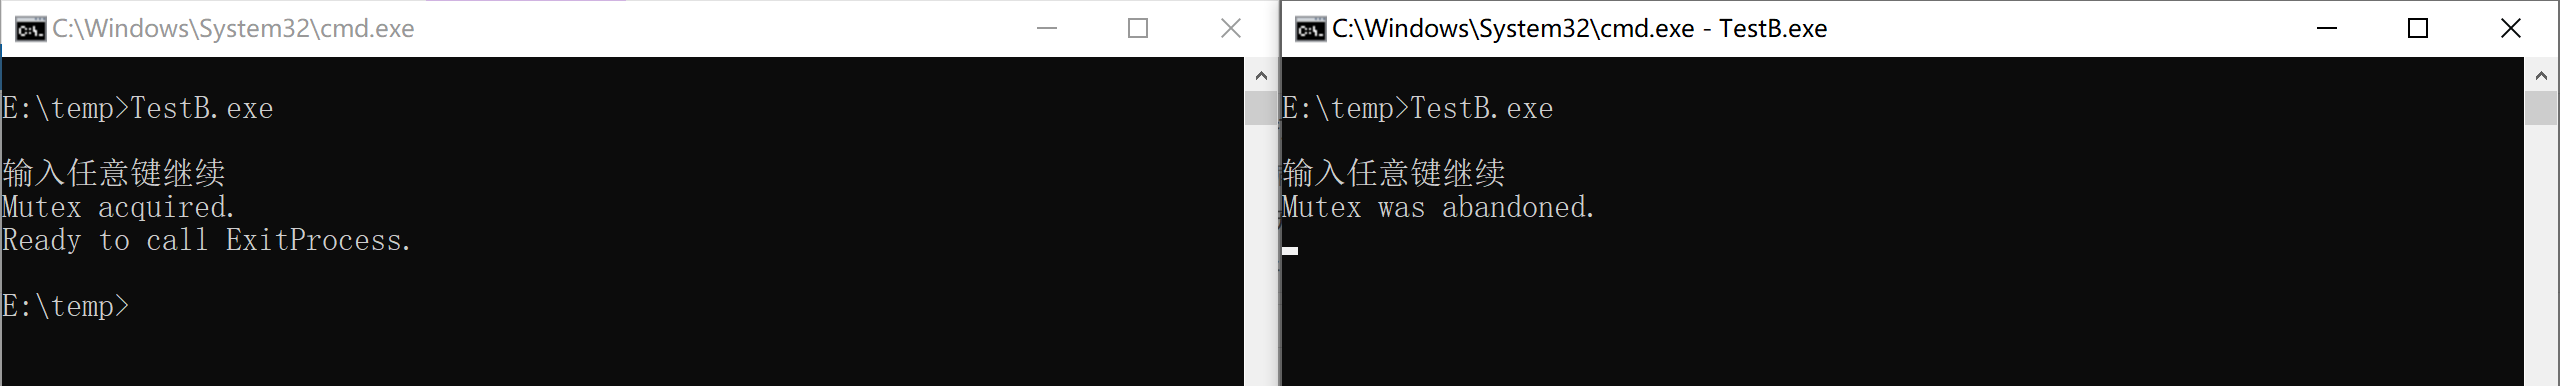 C:\Windows\System32\cmd.exe
E:\temp>TestB.exe
输入任意键继续
Mutex acquired.
Ready to call ExitProcess.
E:\temp>
C:\Windows\System32\cmd.exe - TestB.exe
E:\temp>TestB.exe
输入任意键继续
Mutex was abandoned.